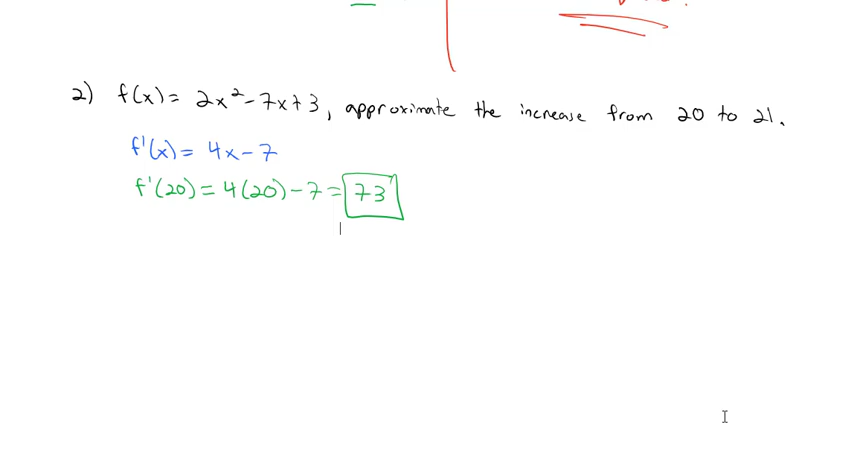 2) f(x) = 2x² - 7x + 3, approximate the increase from 20 to 21.
f'(x) = 4x - 7
f'(20) = 4(20) - 7 = 73